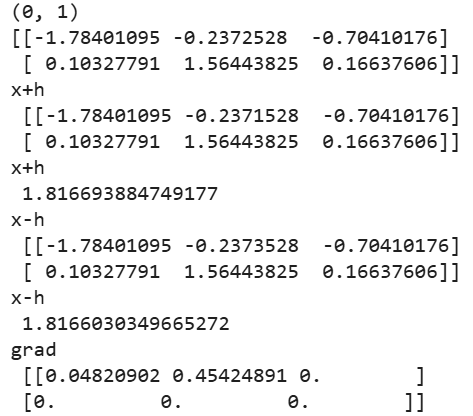 (0, 1)
[[-1.78401095 -0.2372528  -0.70410176]
 [ 0.10327791  1.56443825  0.16637606]]
x+h
 [[-1.78401095 -0.2371528  -0.70410176]
 [ 0.10327791  1.56443825  0.16637606]]
x+h
 1.816693884749177
x-h
 [[-1.78401095 -0.2373528  -0.70410176]
 [ 0.10327791  1.56443825  0.16637606]]
x-h
 1.8166030349665272
grad
 [[0.04820902 0.45424891 0.        ]
 [0.         0.         0.        ]]